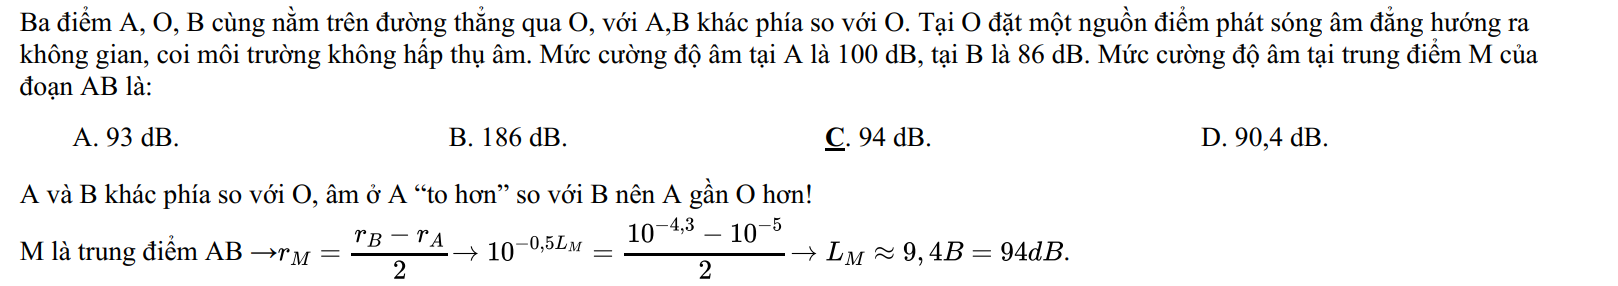 Ba điểm A, O, B cùng nằm trên đường thẳng qua O, với A,B khác phía so với O. Tại O đặt một nguồn điểm phát sóng âm đẳng hướng ra
không gian, coi môi trường không hấp thụ âm. Mức cường độ âm tại A là 100 dB, tại B là 86 dB. Mức cường độ âm tại trung điểm M của
đoạn AB là:
A. 93 dB. B. 186 dB. C. 94 dB. D. 90,4 dB.
A và B khác phía so với O, âm ở A “to hơn” so với B nên A gần O hơn!
M là trung điểm AB → r_M = \frac{r_B - r_A}{2} → 10^{-0,5L_M} = \frac{10^{-4,3} - 10^{-5}}{2} → L_M ≈ 9,4B = 94dB.